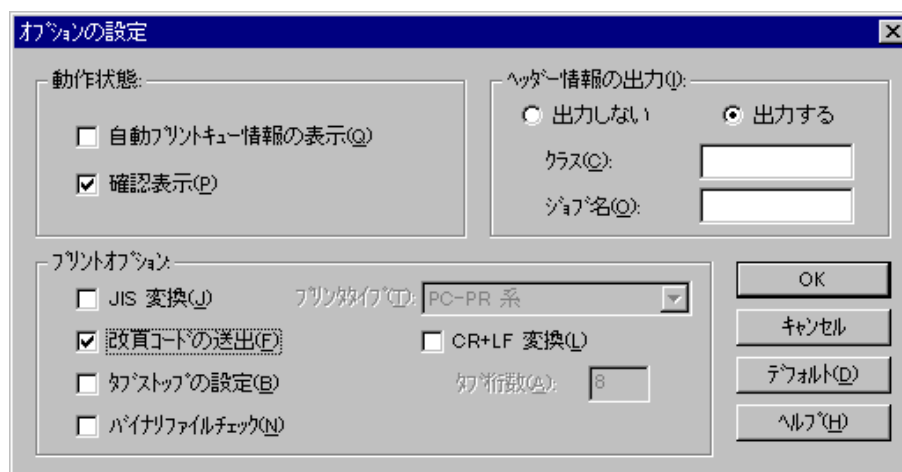 ｵﾌﾟｼｮﾝの設定
動作状態:
自動ﾌﾟﾘﾝﾄｷｭｰ情報の表示(Q)
確認表示(P)
ﾍｯﾀﾞｰ情報の出力(I):
出力しない
出力する
ｸﾗｽ(C):
ｼﾞｮﾌﾞ名(O):
ﾌﾟﾘﾝﾄｵﾌﾟｼｮﾝ:
JIS 変換(J)
ﾌﾟﾘﾝﾀﾀｲﾌﾟ(T):
PC-PR 系
改頁ｺｰﾄﾞの送出(F)
CR+LF 変換(L)
ﾀﾌﾞｽﾄｯﾌﾟの設定(B)
ﾀﾌﾞ桁数(A):
8
ﾊﾞｲﾅﾘﾌｧｲﾙﾁｪｯｸ(N)
OK
ｷｬﾝｾﾙ
ﾃﾞﾌｫﾙﾄ(D)
ﾍﾙﾌﾟ(H)